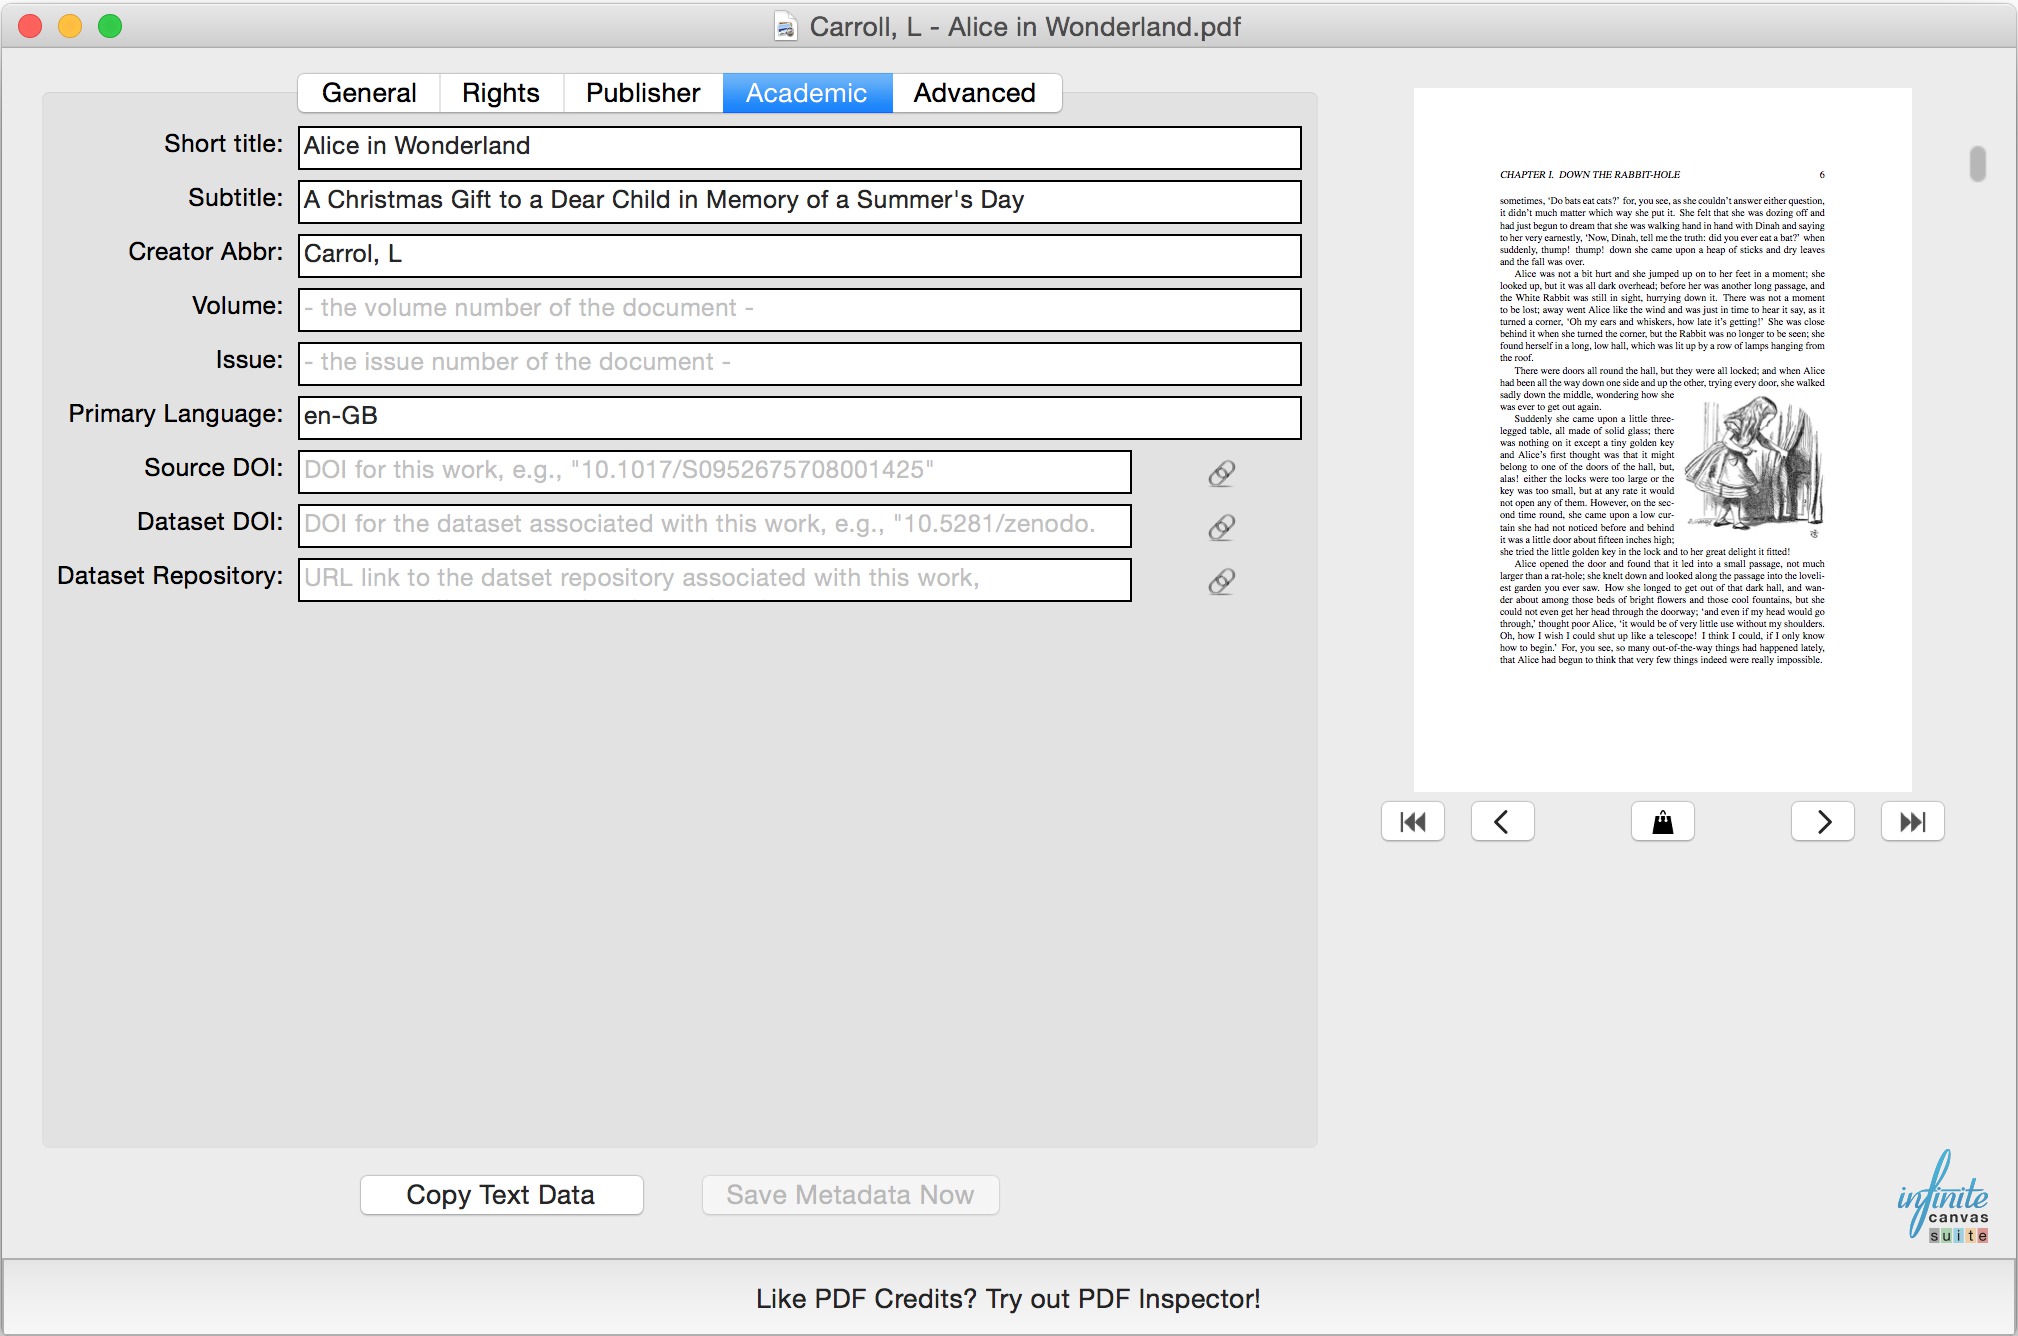 Carroll, L - Alice in Wonderland.pdf
General Rights Publisher Academic Advanced
Short title: Alice in Wonderland
Subtitle: A Christmas Gift to a Dear Child in Memory of a Summer's Day
Creator Abbr: Carrol, L
Volume: - the volume number of the document -
Issue: - the issue number of the document -
Primary Language: en-GB
Source DOI: DOI for this work, e.g., "10.1017/S0952675708001425"
Dataset DOI: DOI for the dataset associated with this work, e.g., "10.5281/zenodo.
Dataset Repository: URL link to the datset repository associated with this work,
Copy Text Data Save Metadata Now
CHAPTER I. DOWN THE RABBIT-HOLE 6
sometimes, ‘Do bats eat cats?’ for, you see, as she couldn’t answer either question,
it didn’t much matter which way she put it. She felt that she was dozing off and
had just begun to dream that she was walking hand in hand with Dinah and saying
to her very earnestly, ‘Now, Dinah, tell me the truth: did you ever eat a bat?’ when
suddenly, thump! thump! down she came upon a heap of sticks and dry leaves
and the fall was over.
Alice was not a bit hurt and she jumped up on to her feet in a moment; she
looked up, but it was all dark overhead; before her was another long passage, and
the White Rabbit was still in sight, hurrying down it. There was not a moment
to be lost; away went Alice like the wind and was just in time to hear it say, as it
turned a corner, ‘Oh my ears and whiskers, how late it’s getting!’ She was close
behind it when she turned the corner, but the Rabbit was no longer to be seen; she
found herself in a long, low hall, which was lit up by a row of lamps hanging from
the roof.
There were doors all round the hall, but they were all locked; and when Alice
had been all the way down one side and up the other, trying every door, she walked
sadly down the middle, wondering how she
was ever to get out again.
Suddenly she came upon a little three-
legged table, all made of solid glass; there
was nothing on it except a tiny golden key
and Alice’s first thought was that it might
belong to one of the doors of the hall, but,
alas! either the locks were too large or the
key was too small, but at any rate it would
not open any of them. However, on the sec-
ond time round, she came upon a low cur-
tain she had not noticed before and behind
it was a little door about fifteen inches high;
she tried the little golden key in the lock and to her great delight it fitted!
Alice opened the door and found that it led into a small passage, not much
larger than a rat-hole; she knelt down and looked along the passage into the loveli-
est garden you ever saw. How she longed to get out of that dark hall, and wan-
der about among those beds of bright flowers and those cool fountains, but she
could not even get her head through the doorway; ‘and even if my head would go
through,’ thought poor Alice, ‘it would be of very little use without my shoulders.
Oh, how I wish I could shut up like a telescope! I think I could, if I only know
how to begin.’ For, you see, so many out-of-the-way things had happened lately,
that Alice had begun to think that very few things indeed were really impossible.
infinite
canvas
suite
Like PDF Credits? Try out PDF Inspector!